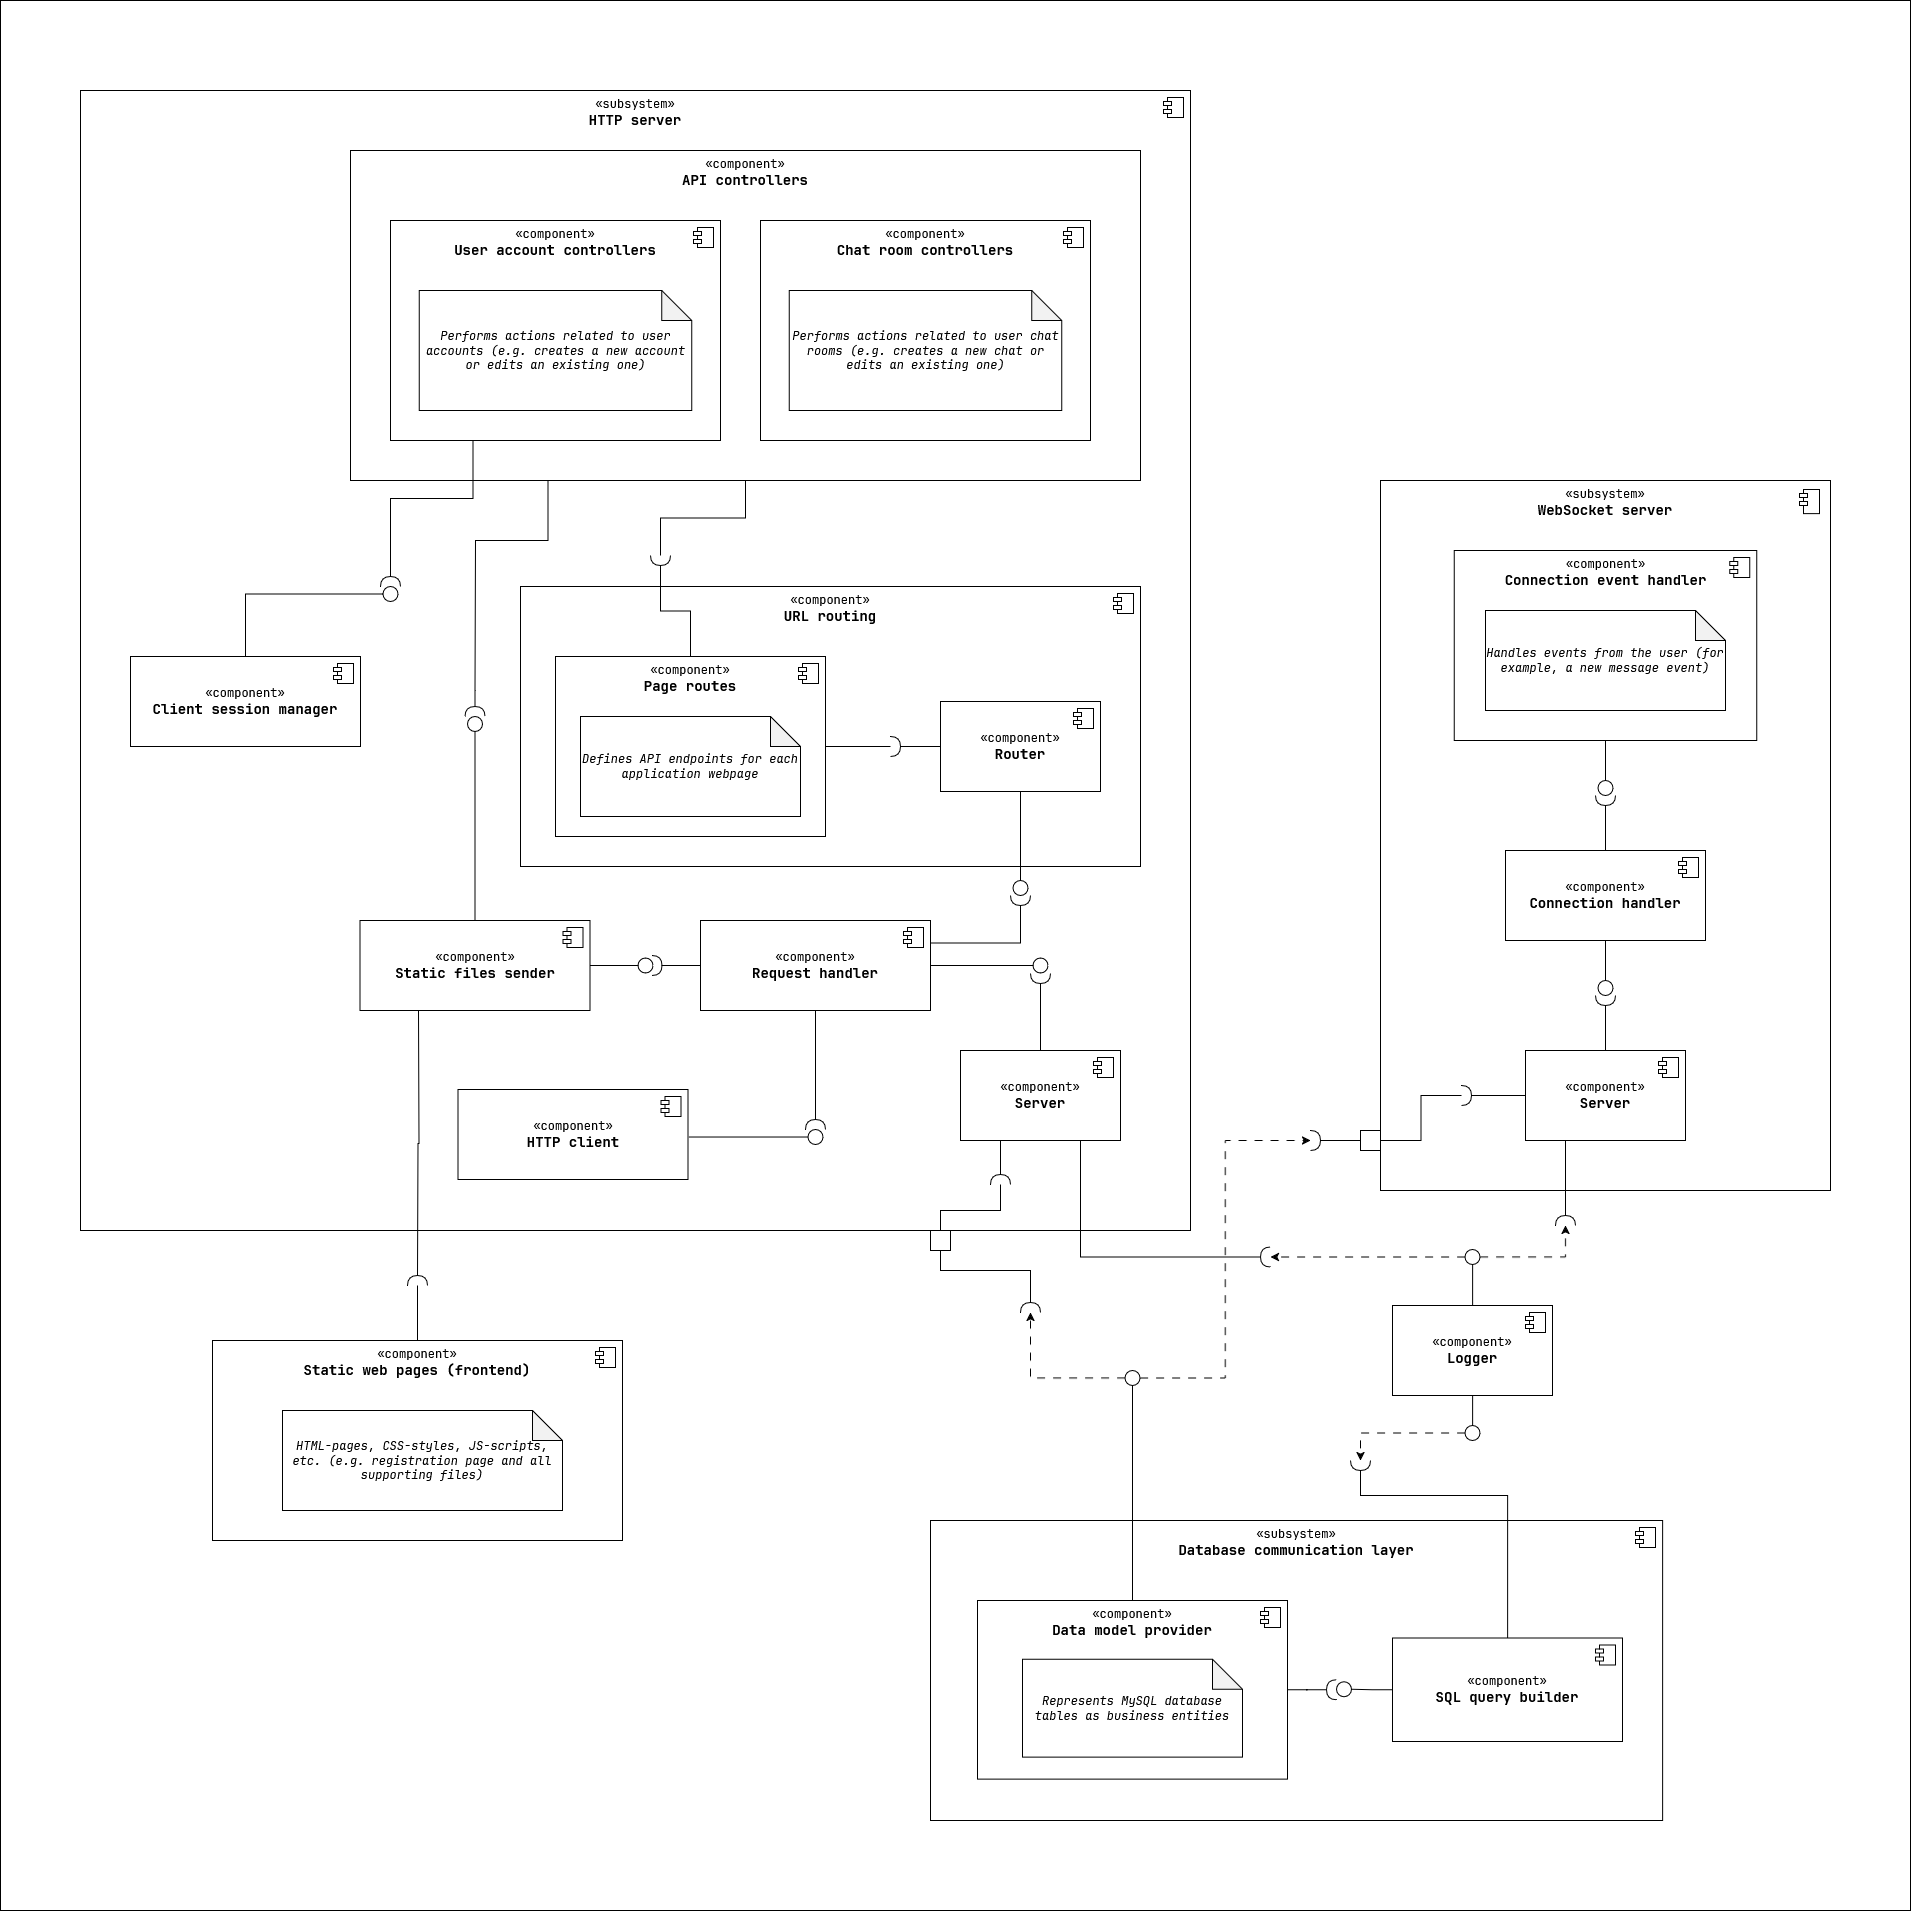 «subsystem»
HTTP server
«component»
API controllers
«component»
User account controllers
Performs actions related to user
accounts (e.g. creates a new account
or edits an existing one)
«component»
Chat room controllers
Performs actions related to user chat
rooms (e.g. creates a new chat or
edits an existing one)
«component»
Client session manager
«component»
URL routing
«component»
Page routes
Defines API endpoints for each
application webpage
«component»
Router
«component»
Static files sender
«component»
Request handler
«component»
HTTP client
«component»
Server
«subsystem»
WebSocket server
«component»
Connection event handler
Handles events from the user (for
example, a new message event)
«component»
Connection handler
«component»
Server
«component»
Logger
«component»
Static web pages (frontend)
HTML-pages, CSS-styles, JS-scripts,
etc. (e.g. registration page and all
supporting files)
«subsystem»
Database communication layer
«component»
Data model provider
Represents MySQL database
tables as business entities
«component»
SQL query builder